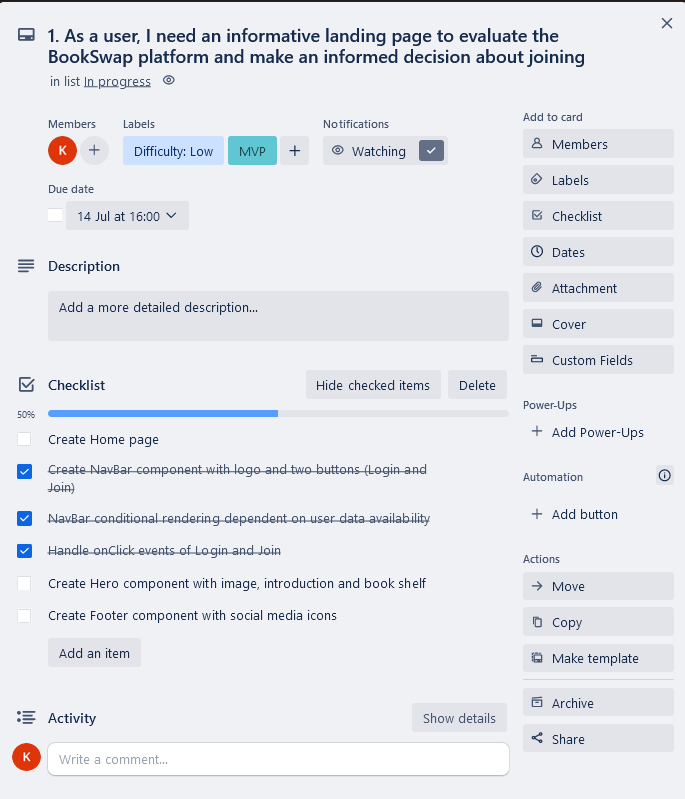 1. As a user, I need an informative landing page to evaluate the
BookSwap platform and make an informed decision about joining
in list In progress
Members
Labels
Notifications
K
Difficulty: Low
MVP
Watching
Due date
14 Jul at 16:00
Description
Add a more detailed description...
Checklist
Hide checked items
Delete
50%
Create Home page
Create NavBar component with logo and two buttons (Login and
Join)
NavBar conditional rendering dependent on user data availability
Handle onClick events of Login and Join
Create Hero component with image, introduction and book shelf
Create Footer component with social media icons
Add an item
Activity
Show details
K
Write a comment...
Add to card
Members
Labels
Checklist
Dates
Attachment
Cover
Custom Fields
Power-Ups
Add Power-Ups
Automation
Add button
Actions
Move
Copy
Make template
Archive
Share